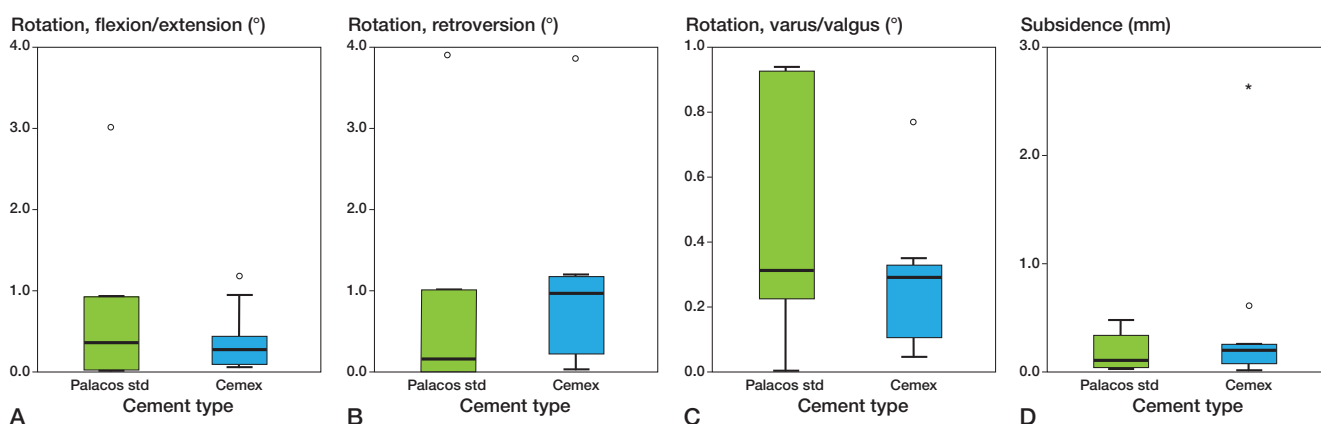 Rotation, flexion/extension (°)
4.0
3.0
2.0
1.0
0.0
Palacos std Cemex
Cement type
A
Rotation, retroversion (°)
4.0
3.0
2.0
1.0
0.0
Palacos std Cemex
Cement type
B
Rotation, varus/valgus (°)
1.0
0.8
0.6
0.4
0.2
0.0
Palacos std Cemex
Cement type
C
Subsidence (mm)
3.0
2.0
1.0
0.0
Palacos std Cemex
Cement type
D